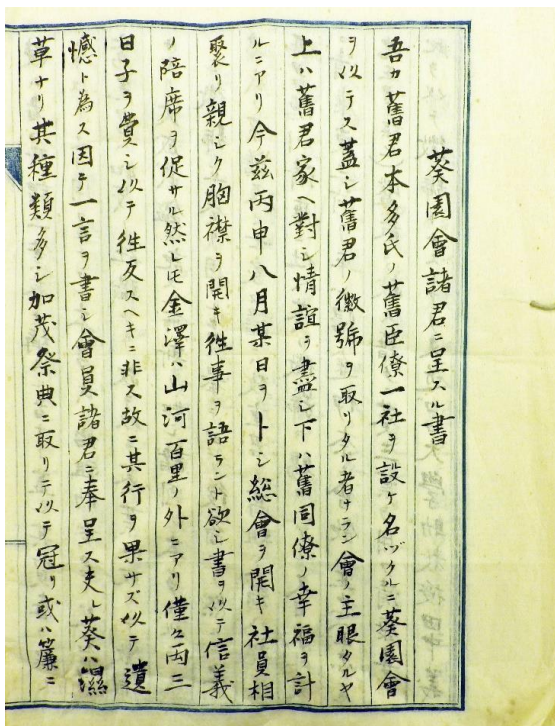 葵園會諸君ニ呈スル書
吾カ舊君本多氏ノ舊臣僚一社ヲ設ケ名ヅクルニ葵園會
ヲ以テス蓋シ舊君ノ徽號ヲ取リタル者ナラン會ノ主眼タルヤ
上ハ舊君家ヘ對シ情誼ヲ盡シ下ハ舊同僚ノ幸福ヲ計
ルニアリ今茲丙申八月某日ヲトシ総會ヲ開キ社員相
聚リ親シク胸襟ヲ開キ往事ヲ語ラント欲シ書ヲ以テ信義
ノ陪席ヲ促サル然レ𪜈金澤ハ山河百里ノ外ニアリ僅々両三
日子ヲ費シ以テ往反スヘキニ非ス故ニ其行ヲ果サズ以テ遺
憾ト為ス因テ一言ヲ書シ會員諸君ニ奉呈ス夫レ葵ハ湿
草ナリ其種類多シ加茂祭典ニ取リテ以テ冠リ或ハ簾ニ